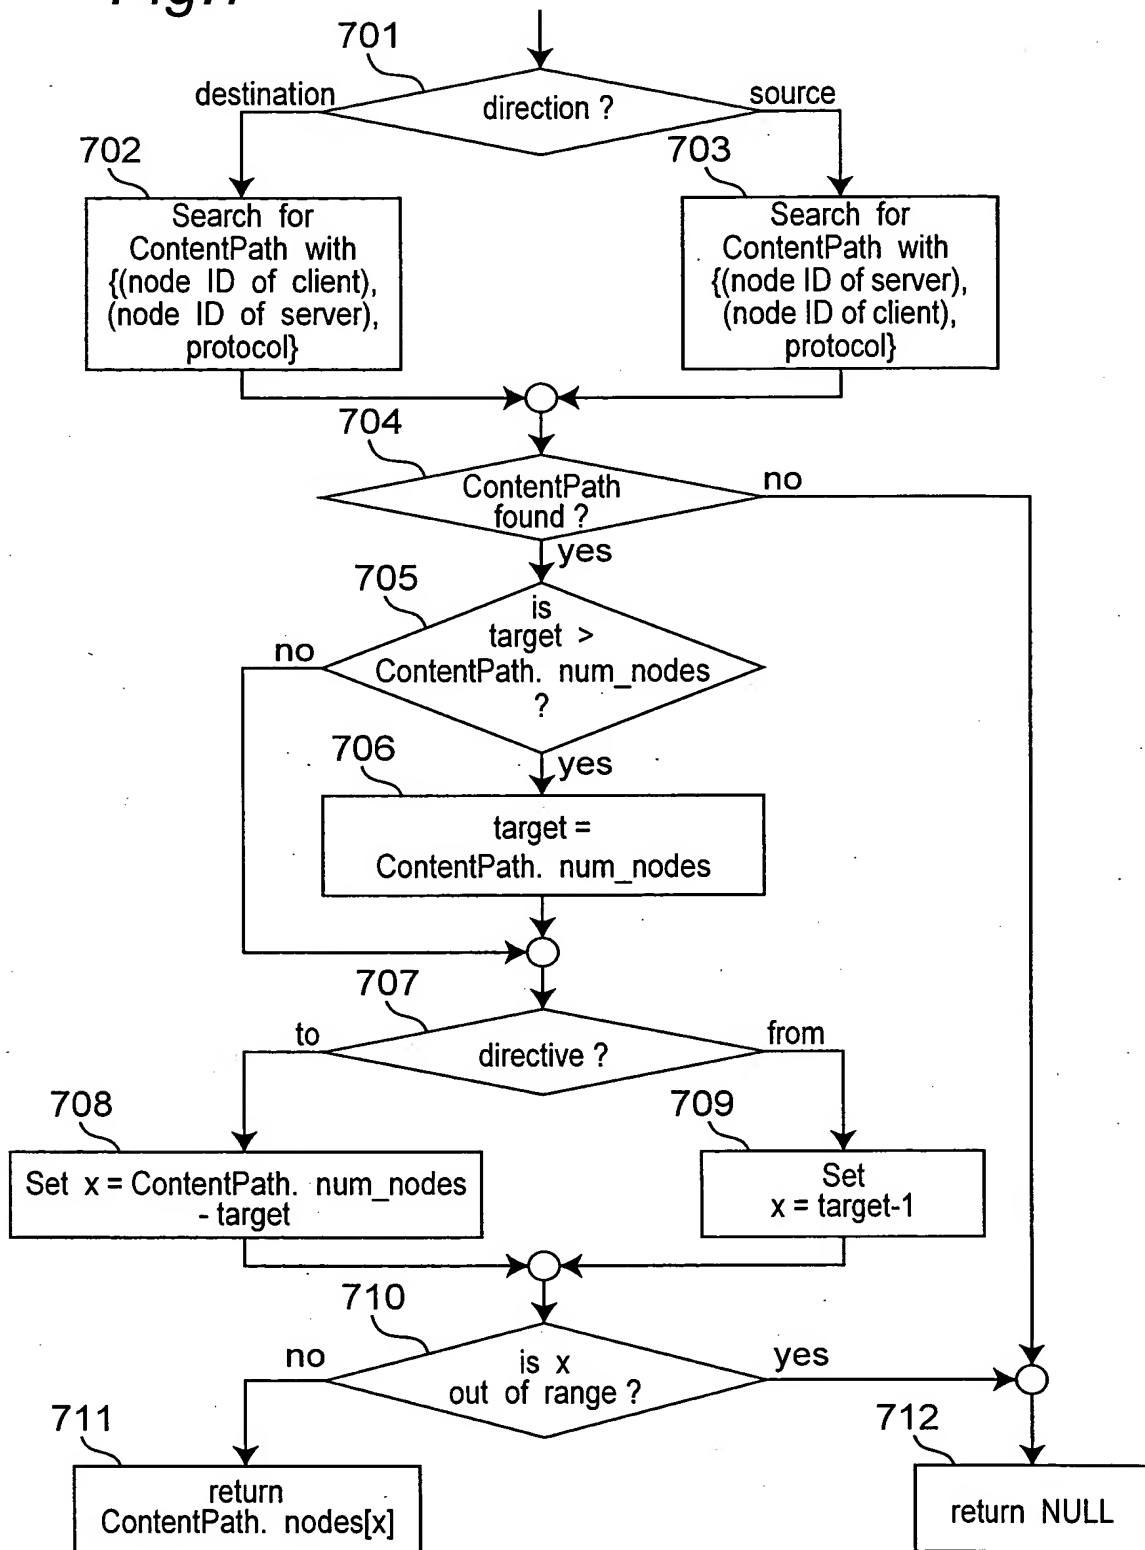 701
direction ?
destination
source
702
703
Search for
ContentPath with
{(node ID of client),
(node ID of server),
protocol}
Search for
ContentPath with
{(node ID of server),
(node ID of client),
protocol}
704
ContentPath
found ?
no
yes
705
is
target >
ContentPath. num_nodes
?
no
yes
706
target =
ContentPath. num_nodes
707
directive ?
to
from
708
709
Set x = ContentPath. num_nodes
- target
Set
x = target-1
710
is x
out of range ?
no
yes
711
712
return
ContentPath. nodes[x]
return NULL